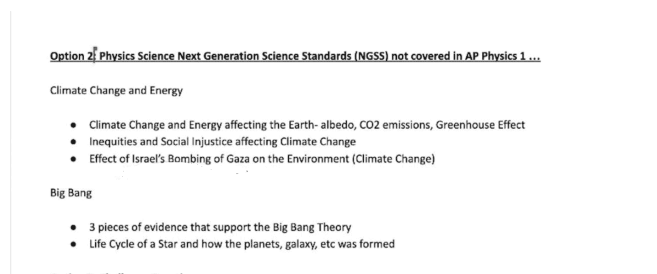 Option 2: Physics Science Next Generation Science Standards (NGSS) not covered in AP Physics 1 ...
Climate Change and Energy
• Climate Change and Energy affecting the Earth- albedo, CO2 emissions, Greenhouse Effect
• Inequities and Social Injustice affecting Climate Change
• Effect of Israel's Bombing of Gaza on the Environment (Climate Change)
Big Bang
• 3 pieces of evidence that support the Big Bang Theory
• Life Cycle of a Star and how the planets, galaxy, etc was formed